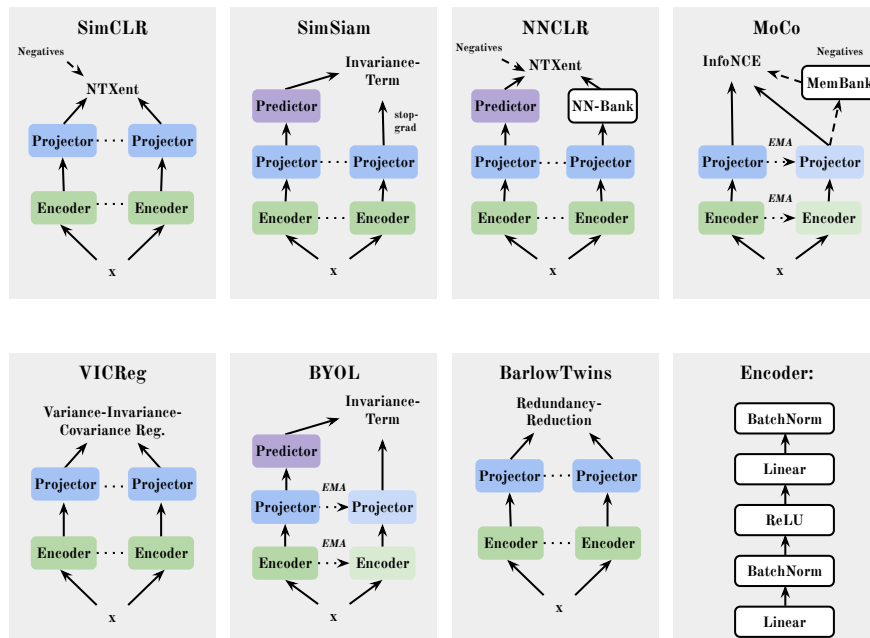 SimCLR
Negatives
NTXent
Projector
Projector
Encoder
Encoder
x
SimSiam
Invariance-
Term
Predictor
stop-
grad
Projector
Projector
Encoder
Encoder
x
NNCLR
Negatives
NTXent
Predictor
NN-Bank
Projector
Projector
Encoder
Encoder
x
MoCo
Negatives
InfoNCE
MemBank
EMA
Projector
Projector
EMA
Encoder
Encoder
x
VICReg
Variance-Invariance-
Covariance Reg.
Projector
Projector
Encoder
Encoder
x
BYOL
Invariance-
Term
Predictor
EMA
Projector
Projector
EMA
Encoder
Encoder
x
BarlowTwins
Redundancy-
Reduction
Projector
Projector
Encoder
Encoder
x
Encoder:
BatchNorm
Linear
ReLU
BatchNorm
Linear